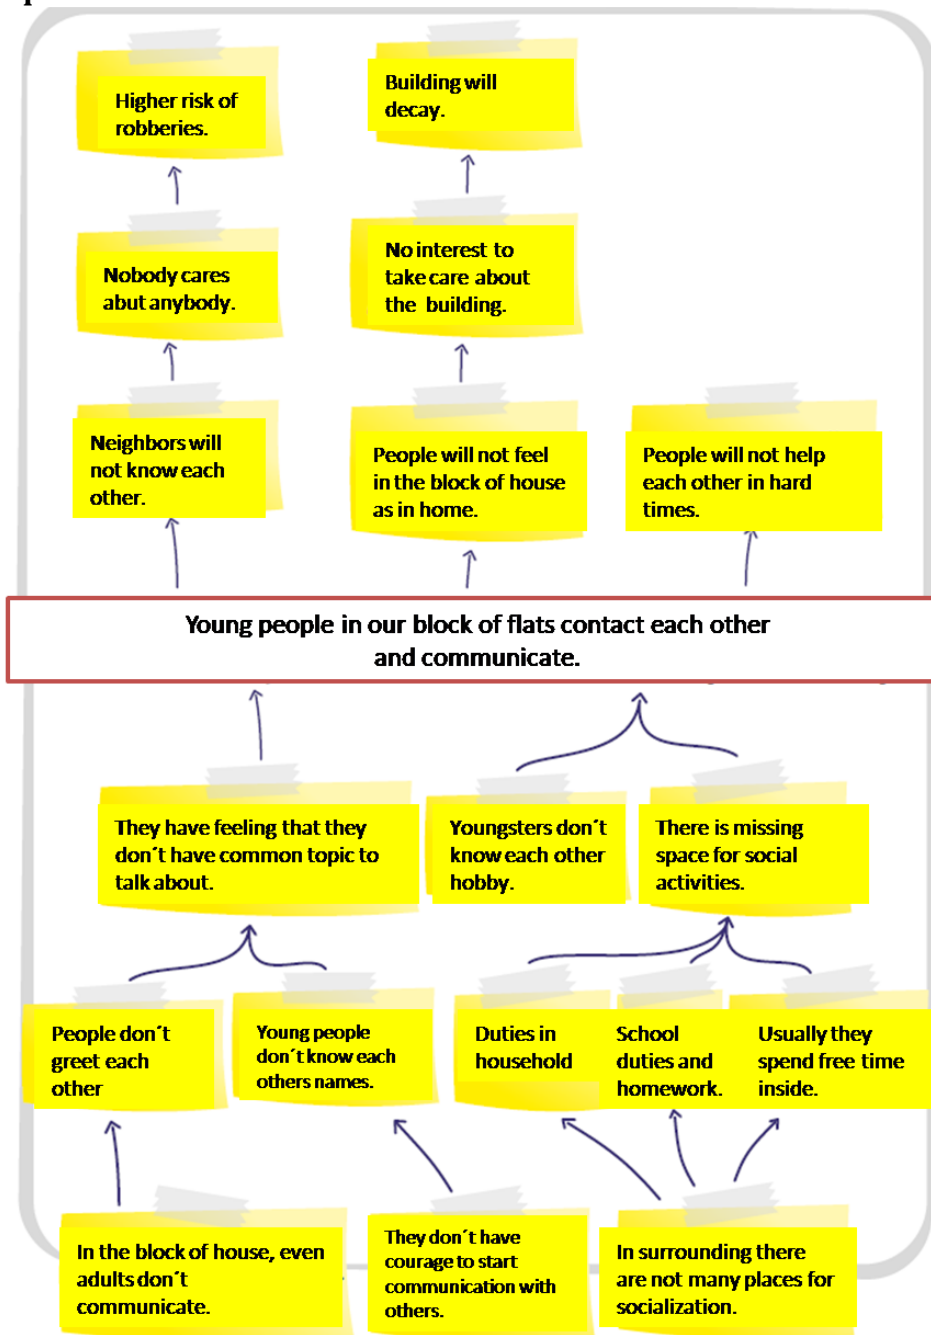 Higher risk of
robberies.
Building will
decay.
Nobody cares
abut anybody.
No interest to
take care about
the building.
Neighbors will
not know each
other.
People will not feel
in the block of house
as in home.
People will not help
each other in hard
times.
Young people in our block of flats contact each other
and communicate.
They have feeling that they
don´t have common topic to
talk about.
Youngsters don´t
know each other
hobby.
There is missing
space for social
activities.
People don´t
greet each
other
Young people
don´t know each
others names.
Duties in
household
School
duties and
homework.
Usually they
spend free time
inside.
In the block of house, even
adults don´t
communicate.
They don´t have
courage to start
communication with
others.
In surrounding there
are not many places for
socialization.